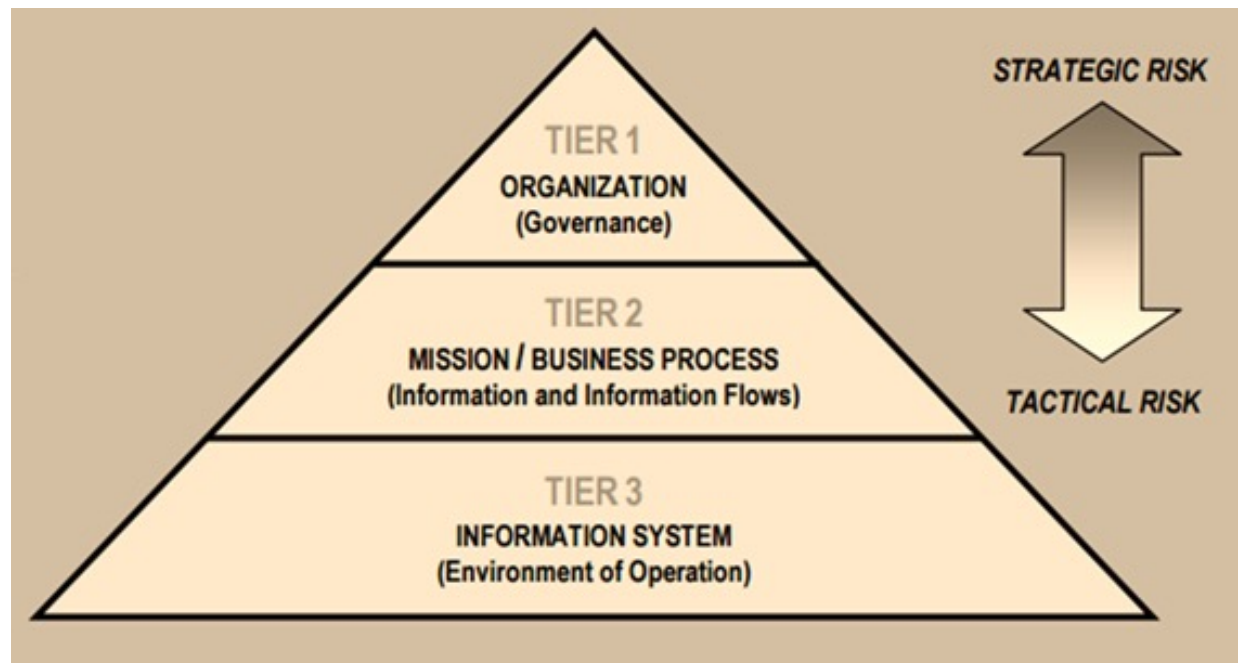 STRATEGIC RISK
TIER 1
ORGANIZATION
(Governance)
TIER 2
MISSION / BUSINESS PROCESS
(Information and Information Flows)
TACTICAL RISK
TIER 3
INFORMATION SYSTEM
(Environment of Operation)